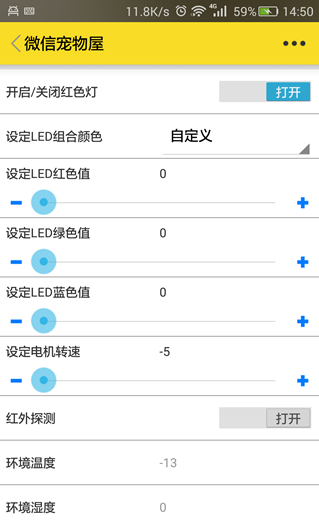 11.8K/s 4G 59% 14:50
微信宠物屋
开启/关闭红色灯 打开
设定LED组合颜色 自定义
设定LED红色值 0
设定LED绿色值 0
设定LED蓝色值 0
设定电机转速 -5
红外探测 打开
环境温度 -13
环境湿度 0